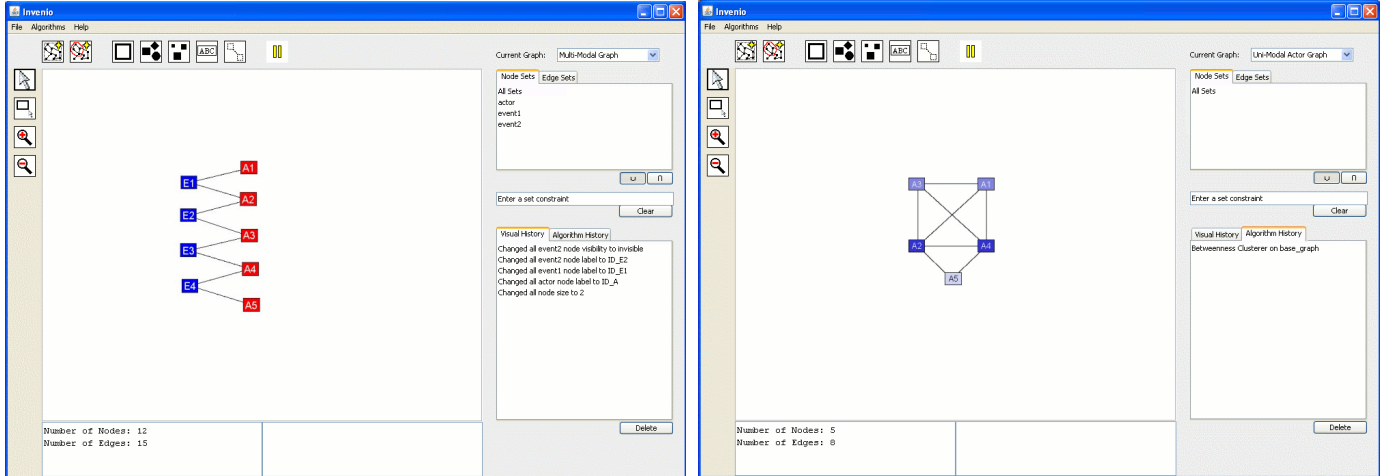 Invenio
File Algorithms Help
ABC
Current Graph: Multi-Modal Graph
Node Sets Edge Sets
All Sets
actor
event1
event2
∪ ∩
Enter a set constraint
Clear
Visual History Algorithm History
Changed all event2 node visibility to invisible
Changed all event2 node label to ID_E2
Changed all event1 node label to ID_E1
Changed all actor node label to ID_A
Changed all node size to 2
Delete
A1
E1
A2
E2
A3
E3
A4
E4
A5
Number of Nodes: 12
Number of Edges: 15
Invenio
File Algorithms Help
ABC
Current Graph: Uni-Modal Actor Graph
Node Sets Edge Sets
All Sets
∪ ∩
Enter a set constraint
Clear
Visual History Algorithm History
Betweenness Clusterer on base_graph
Delete
A3 A1
A2 A4
A5
Number of Nodes: 5
Number of Edges: 8